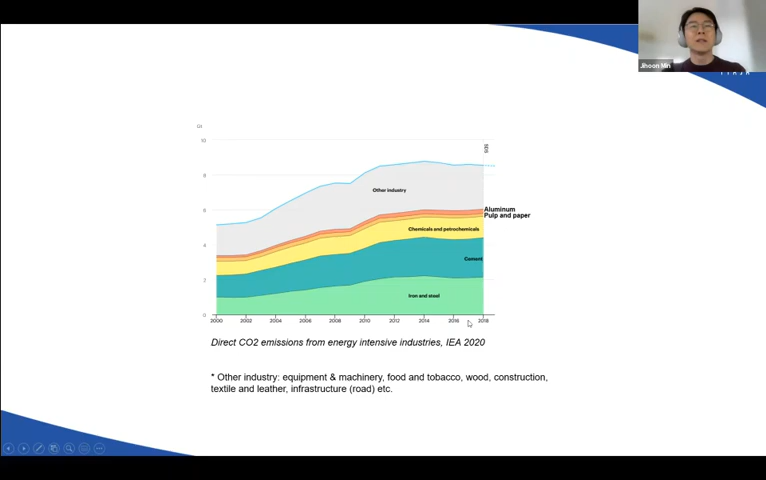 Jihoon Min
Gt
10
SDS
8
Other industry
6
Aluminum
Pulp and paper
Chemicals and petrochemicals
4
Cement
2
Iron and steel
0
2000 2002 2004 2006 2008 2010 2012 2014 2016 2018
Direct CO2 emissions from energy intensive industries, IEA 2020
* Other industry: equipment & machinery, food and tobacco, wood, construction,
textile and leather, infrastructure (road) etc.